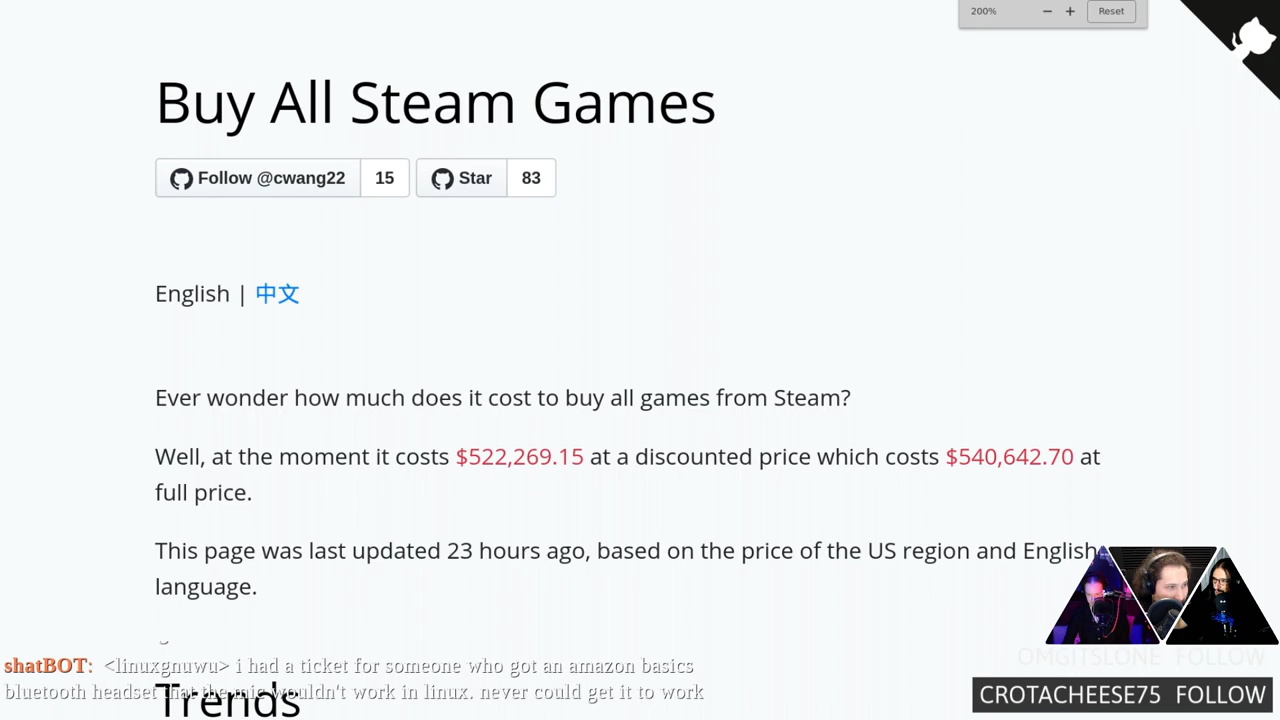 200%
Reset
Buy All Steam Games
Follow @cwang22 15 Star 83
English | 中文
Ever wonder how much does it cost to buy all games from Steam?
Well, at the moment it costs $522,269.15 at a discounted price which costs $540,642.70 at
full price.
This page was last updated 23 hours ago, based on the price of the US region and English
language.
Trends
shatBOT: <linuxgnuwu> i had a ticket for someone who got an amazon basics
bluetooth headset that the mic wouldn't work in linux. never could get it to work
OMGITSLONE FOLLOW
CROTACHEESE75 FOLLOW